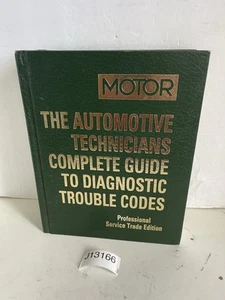 MOTOR
THE AUTOMOTIVE
TECHNICIANS
COMPLETE GUIDE
TO DIAGNOSTIC
TROUBLE CODES
Professional
Service Trade Edition
J13166